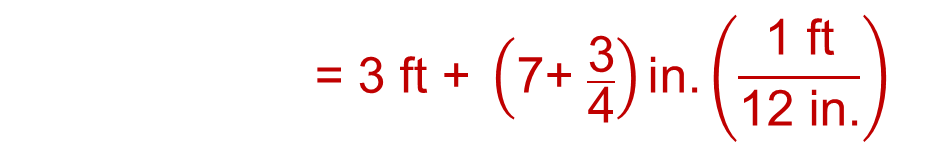 = 3 ft + (7+ 3/4) in. (1 ft / 12 in.)